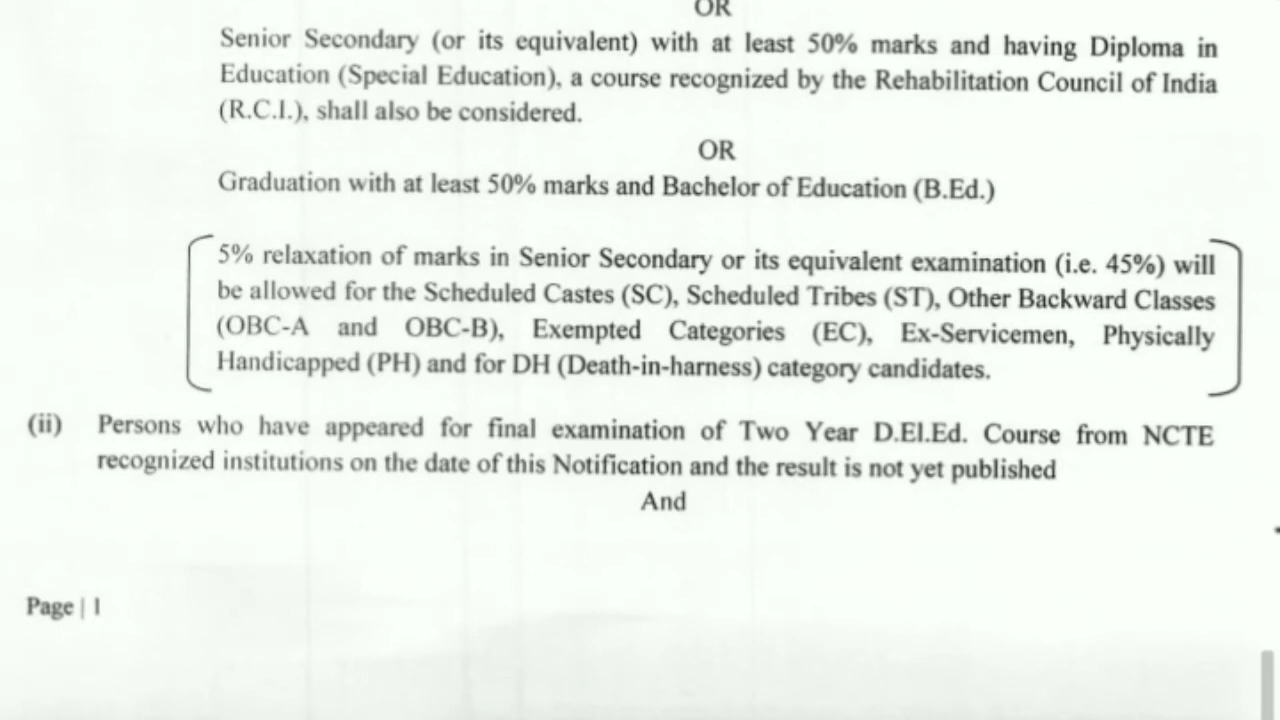 OR
Senior Secondary (or its equivalent) with at least 50% marks and having Diploma in
Education (Special Education), a course recognized by the Rehabilitation Council of India
(R.C.I.), shall also be considered.
OR
Graduation with at least 50% marks and Bachelor of Education (B.Ed.)
5% relaxation of marks in Senior Secondary or its equivalent examination (i.e. 45%) will
be allowed for the Scheduled Castes (SC), Scheduled Tribes (ST), Other Backward Classes
(OBC-A and OBC-B), Exempted Categories (EC), Ex-Servicemen, Physically
Handicapped (PH) and for DH (Death-in-harness) category candidates.
(ii) Persons who have appeared for final examination of Two Year D.El.Ed. Course from NCTE
recognized institutions on the date of this Notification and the result is not yet published
And
Page | 1